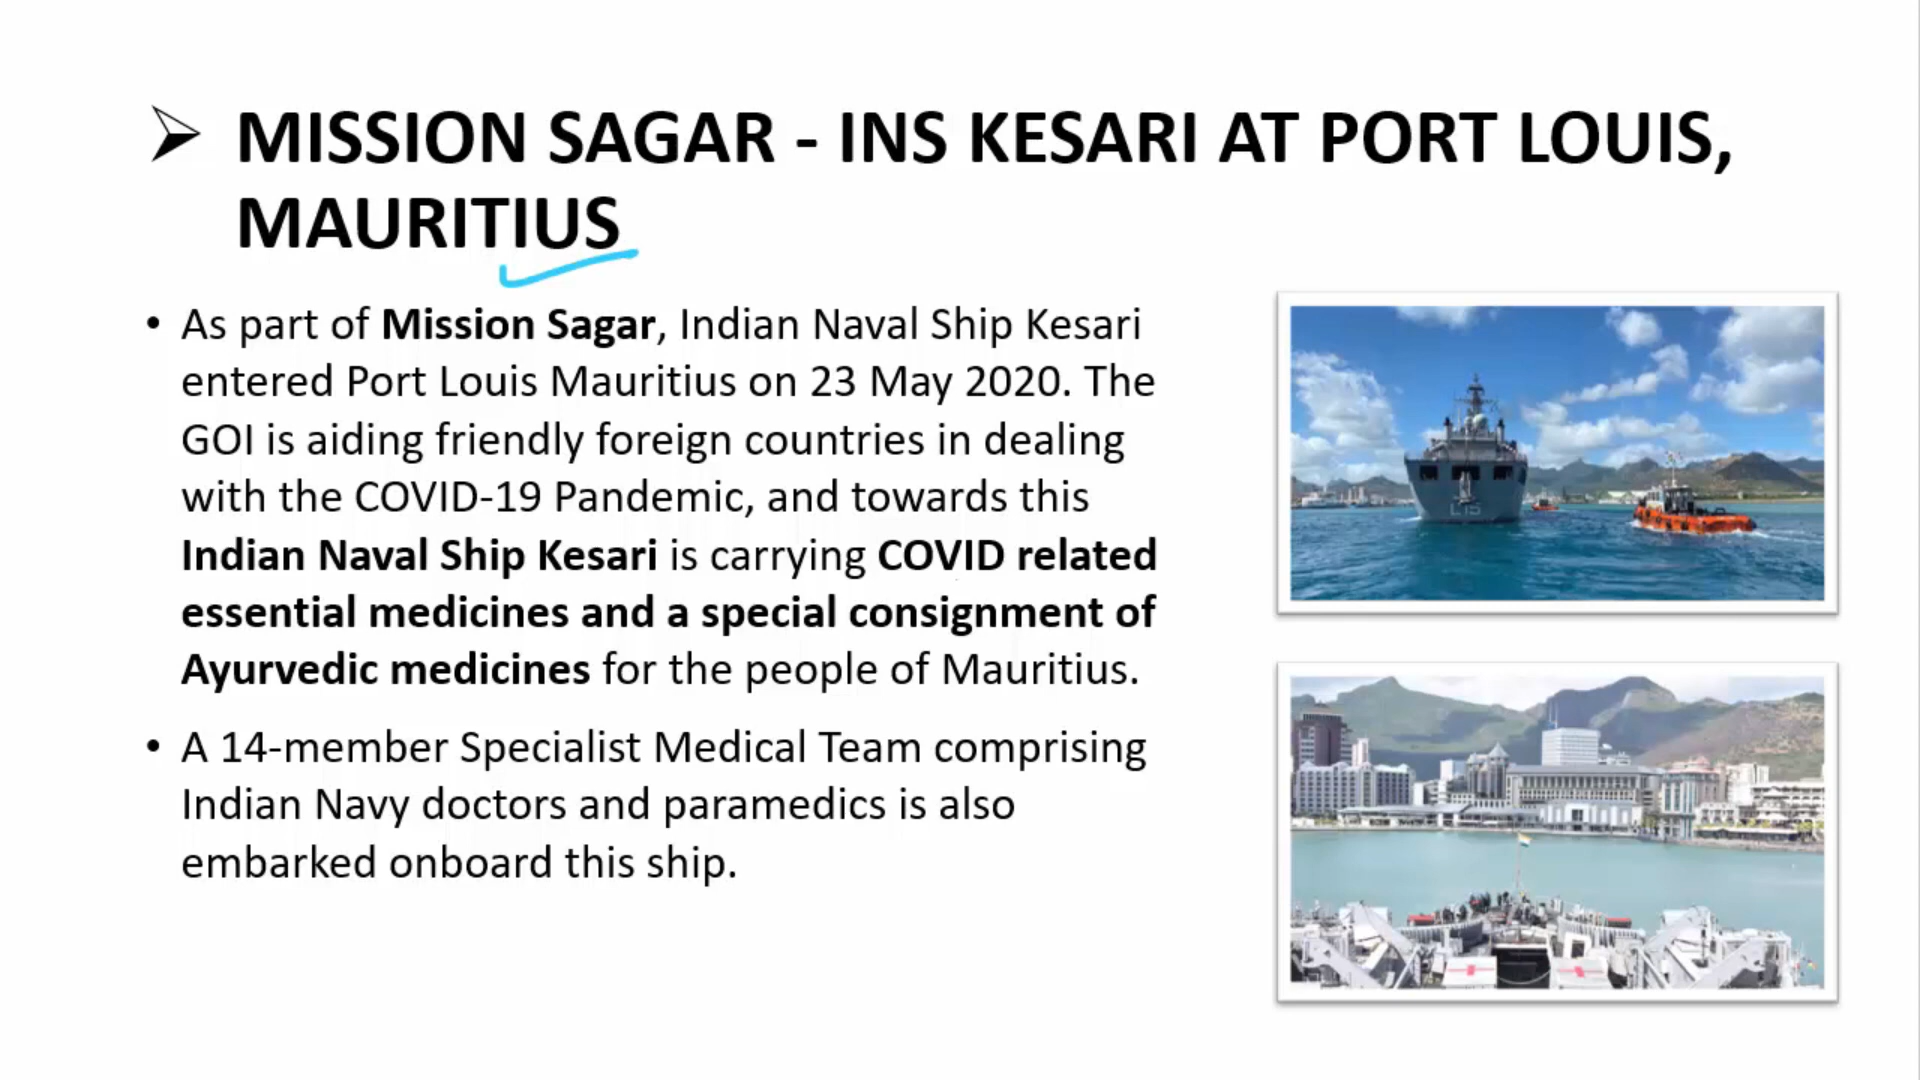 MISSION SAGAR - INS KESARI AT PORT LOUIS,
MAURITIUS
• As part of Mission Sagar, Indian Naval Ship Kesari
entered Port Louis Mauritius on 23 May 2020. The
GOI is aiding friendly foreign countries in dealing
with the COVID-19 Pandemic, and towards this
Indian Naval Ship Kesari is carrying COVID related
essential medicines and a special consignment of
Ayurvedic medicines for the people of Mauritius.
• A 14-member Specialist Medical Team comprising
Indian Navy doctors and paramedics is also
embarked onboard this ship.
L15